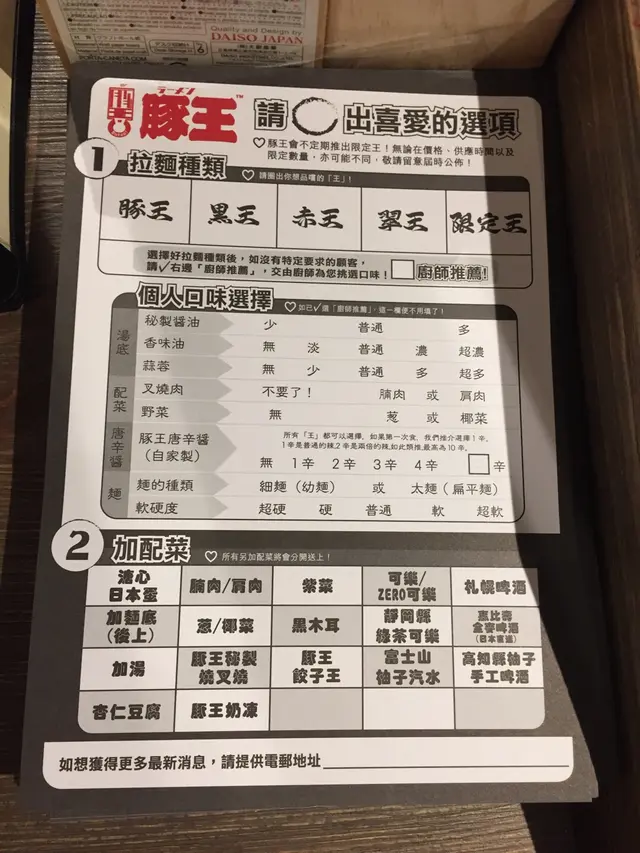 Quality and Design by
DAISO JAPAN
ラーメン
豚王™
請〇出喜愛的選項
♡豚王會不定期推出限定王！無論在價格、供應時間以及
限定數量，亦可能不同，敬請留意屆時公佈！
1 拉麵種類 ♡請圈出你想品嚐的「王」！
豚王 黒王 赤王 翠王 限定王
選擇好拉麵種類後，如沒有特定要求的顧客，
請✓右邊「廚師推薦」，交由廚師為您挑選口味！ □廚師推薦!
個人口味選擇 ♡如已✓選「廚師推薦」，這一欄便不用填了！
湯底
秘製醬油 少 普通 多
香味油 無 淡 普通 濃 超濃
蒜蓉 無 少 普通 多 超多
配菜
叉燒肉 不要了！ 腩肉 或 肩肉
野菜 無 葱 或 椰菜
唐辛醬
豚王唐辛醬
（自家製）
所有「王」都可以選擇，如果第一次食，我們推介選擇1辛。
1辛是普通的辣,2辛是兩倍的辣,如此類推,最高為10辛。
無 1辛 2辛 3辛 4辛 □辛
麵
麵的種類 細麵（幼麵） 或 太麵（扁平麵）
軟硬度 超硬 硬 普通 軟 超軟
2 加配菜 ♡所有另加配菜將會分開送上！
溏心
日本蛋
腩肉/肩肉
紫菜
可樂/
ZERO可樂
札幌啤酒
加麵底
（後上）
葱/椰菜
黑木耳
靜岡縣
綠茶可樂
惠比壽
金麥啤酒
（日本直送）
加湯
豚王秘製
燒叉燒
豚王
餃子王
富士山
柚子汽水
高知縣柚子
手工啤酒
杏仁豆腐
豚王奶凍
如想獲得更多最新消息，請提供電郵地址